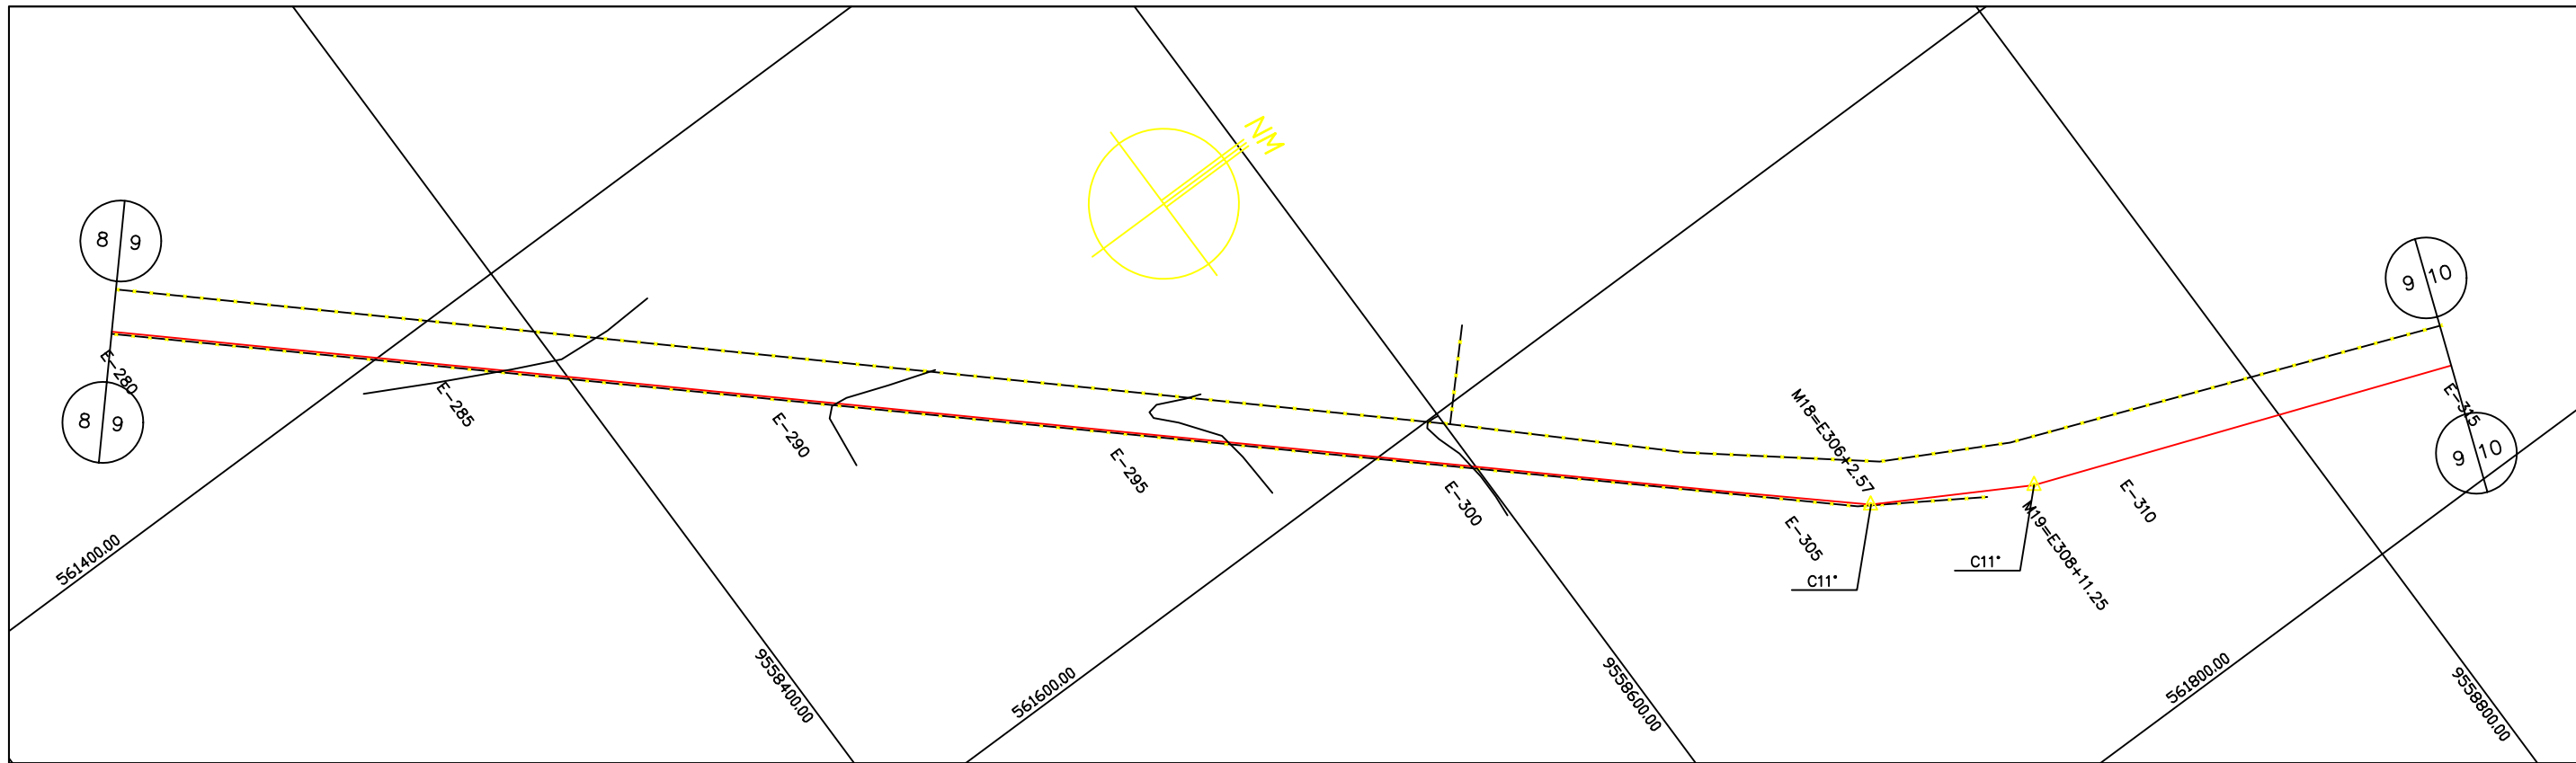 NM
8 9
9 10
E-280
8 9
E-285
E-290
E-295
E-300
M18=E306+2.57
E-305
C11°
C11°
M19=E308+11.25
E-310
E-315
9 10
561400.00
9558400.00
561600.00
9558600.00
561800.00
9558800.00